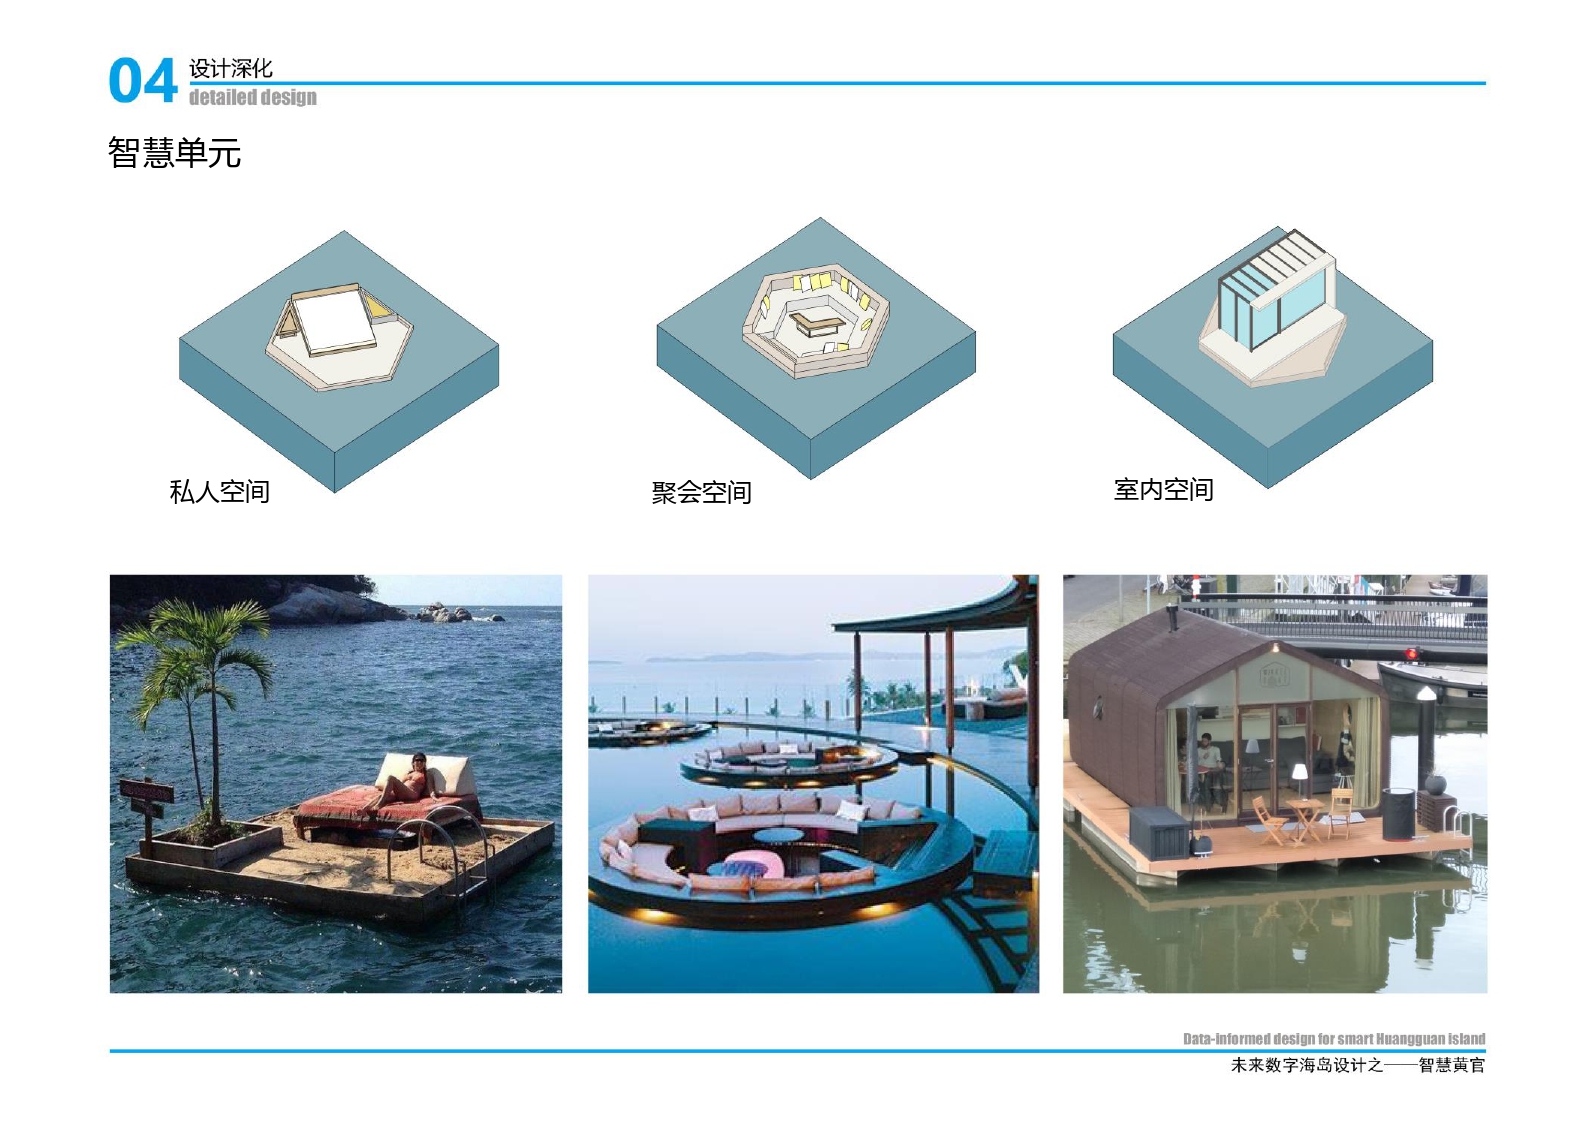 04
设计深化
detailed design
智慧单元
私人空间
聚会空间
室内空间
Data-informed design for smart Huangguan island
未来数字海岛设计之——智慧黄官